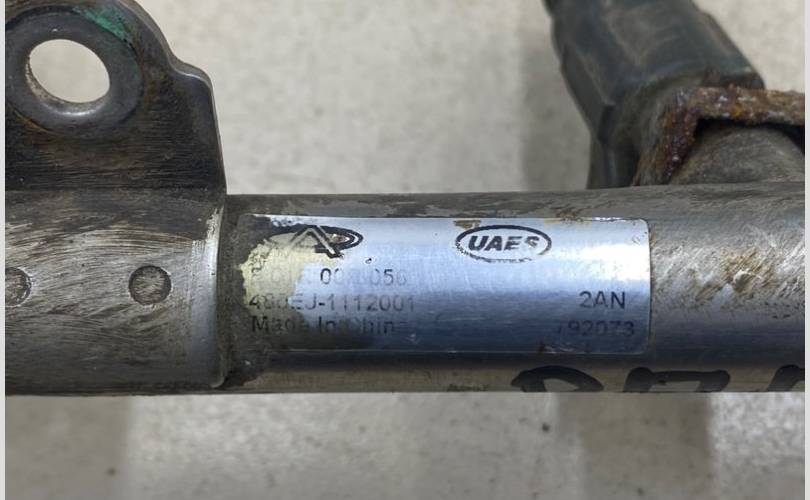 UAES
480EJ-1112001 2AN
Made In China 792073